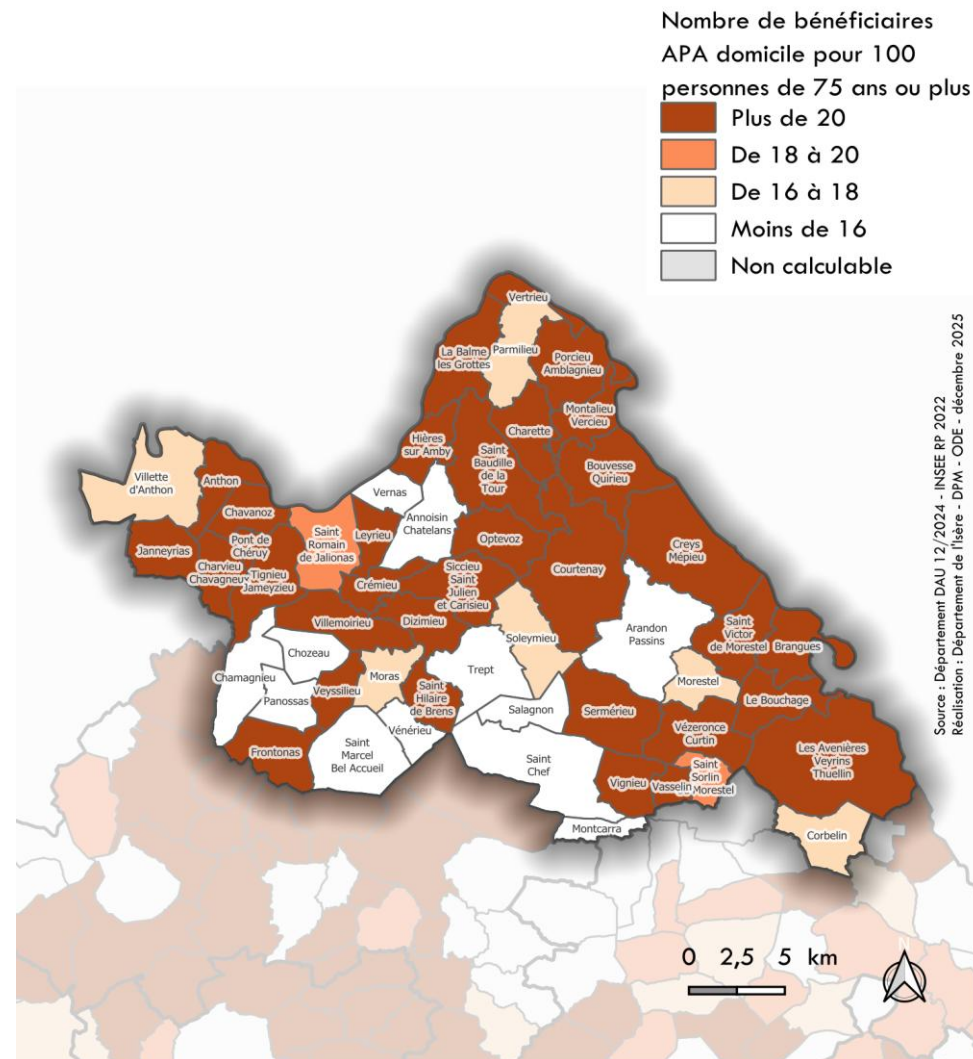 Nombre de bénéficiaires
APA domicile pour 100
personnes de 75 ans ou plus
Plus de 20
De 18 à 20
De 16 à 18
Moins de 16
Non calculable
Vertrieu
La Balme
les Grottes
Parmilieu
Porcieu
Amblagnieu
Montalieu
Vercieu
Charette
Hières
sur Amby
Saint
Baudille
de la
Tour
Bouvesse
Quirieu
Villette
d'Anthon
Anthon
Chavanoz
Vernas
Annoisin
Chatelans
Saint
Romain
de Jalionas
Leyrieu
Optevoz
Creys
Mépieu
Janneyrias
Pont de
Chéruy
Charvieu
Chavagneux
Tignieu
Jameyzieu
Crémieu
Siccieu
Saint
Julien
et Carisieu
Courtenay
Villemoirieu
Dizimieu
Soleymieu
Arandon
Passins
Saint
Victor
de Morestel
Brangues
Chozeau
Chamagnieu
Panossas
Veyssilieu
Moras
Saint
Hilaire
de Brens
Trept
Morestel
Le Bouchage
Salagnon
Sermérieu
Vénérieu
Vézeronce
Curtin
Frontonas
Saint
Marcel
Bel Accueil
Saint
Chef
Les Avenières
Veyrins
Thuellin
Vignieu
Vasselin
Saint
Sorlin
Morestel
Montcarra
Corbelin
0 2,5 5 km
N
Source : Département DAU 12/2024 - INSEE RP 2022
Réalisation : Département de l'Isère - DPM - ODE - décembre 2025